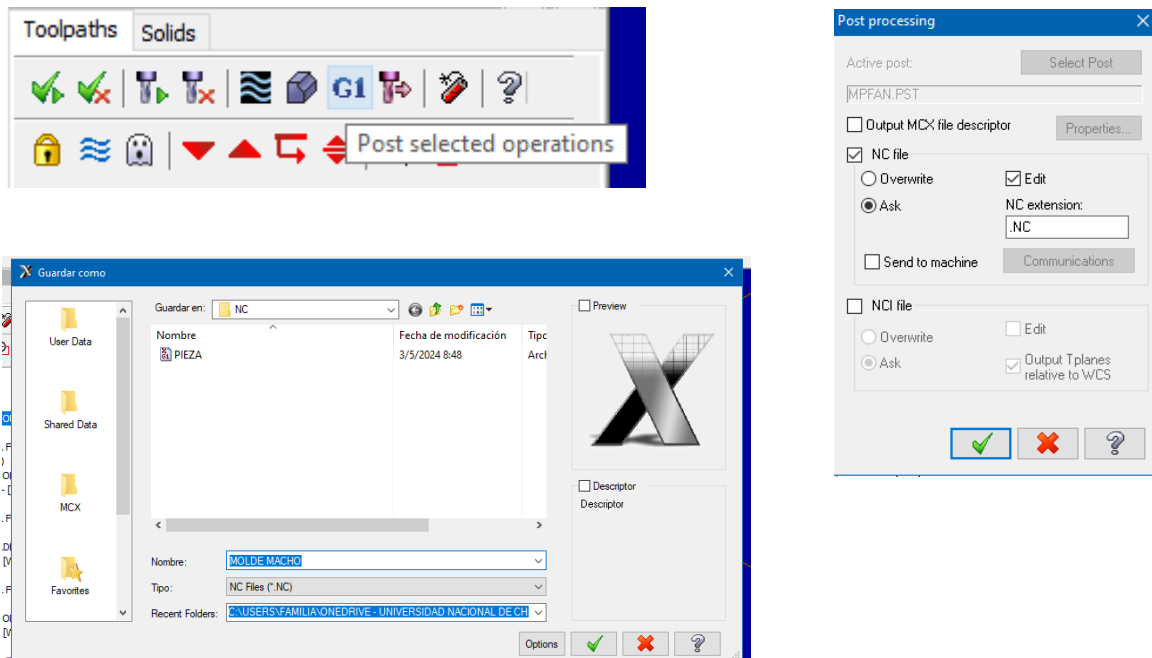 Toolpaths Solids
G1
Post selected operations
Post processing
Active post: Select Post
MPFAN.PST
Output MCX file descriptor Properties...
NC file
Overwrite Edit
Ask NC extension:
.NC
Send to machine Communications
NCI file
Overwrite Edit
Ask Output Tplanes
relative to WCS
Guardar como
Guardar en: NC Preview
User Data
Nombre Fecha de modificación Tipc
PIEZA 3/5/2024 8:48 Arch
Shared Data
MCX
Descriptor
Descriptor
Favorites
Nombre: MOLDE MACHO
Tipo: NC Files (*.NC)
Recent Folders: C:\USERS\FAMILIA\ONEDRIVE - UNIVERSIDAD NACIONAL DE CH
Options